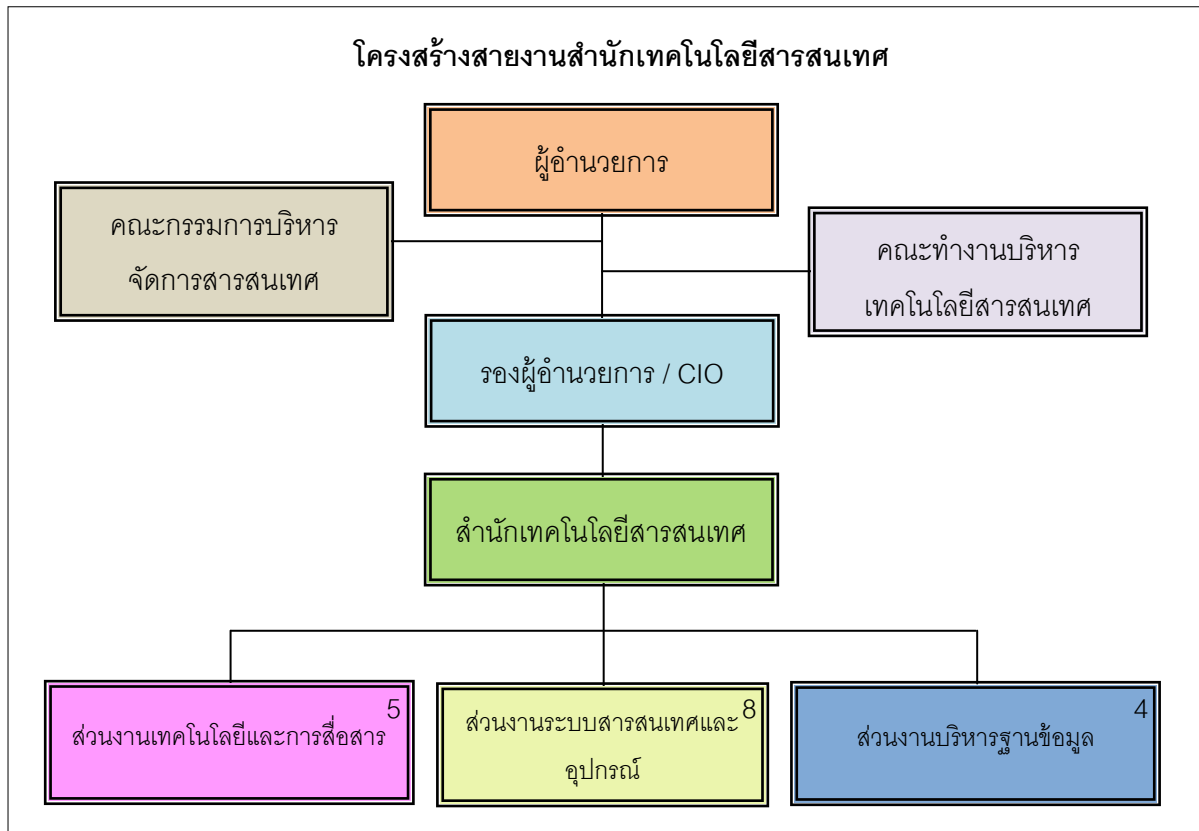 โครงสร้างสายงานสำนักเทคโนโลยีสารสนเทศ
ผู้อำนวยการ
คณะกรรมการบริหาร
จัดการสารสนเทศ
คณะทำงานบริหาร
เทคโนโลยีสารสนเทศ
รองผู้อำนวยการ / CIO
สำนักเทคโนโลยีสารสนเทศ
5
ส่วนงานเทคโนโลยีและการสื่อสาร
8
ส่วนงานระบบสารสนเทศและ
อุปกรณ์
4
ส่วนงานบริหารฐานข้อมูล